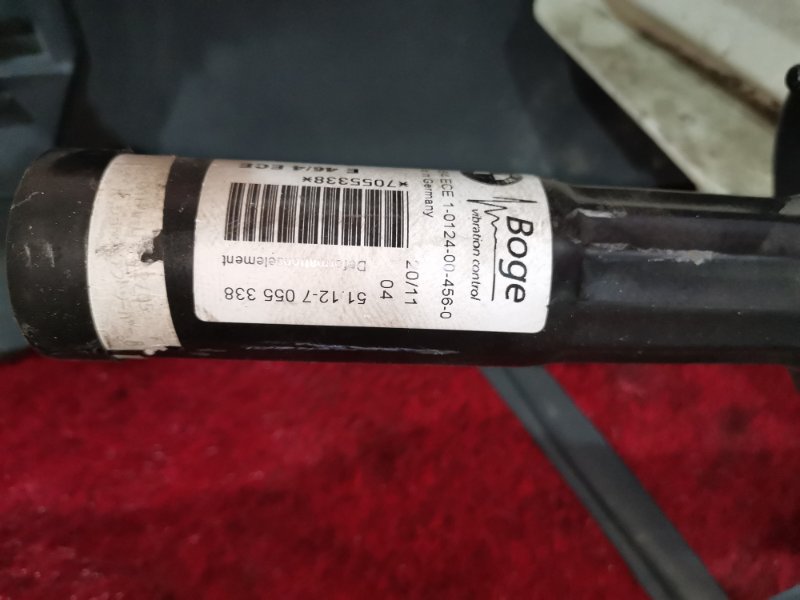 Boge
vibration control
ECE 1-0124-00-456-0
Germany
20/11
04
51.12-7 055 338
Deformationselement
*7055338*
E 46/4 ECE